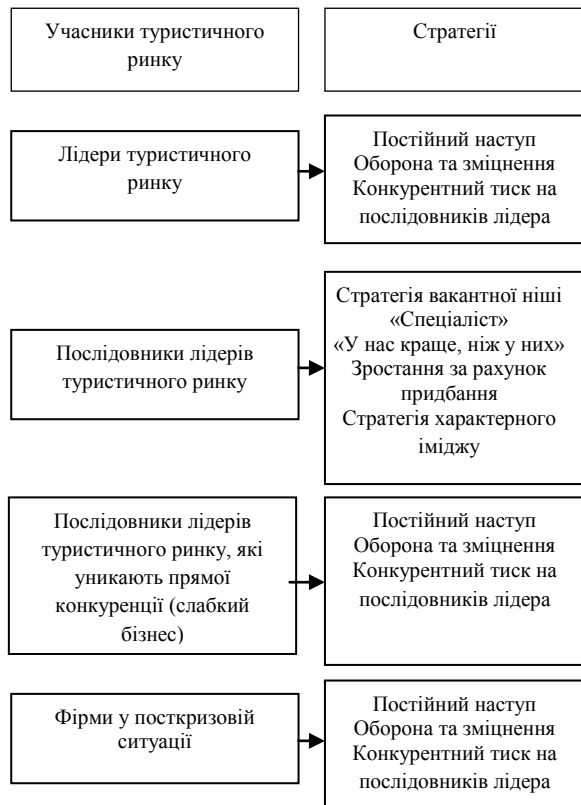 Учасники туристичного
ринку
Стратегії
Лідери туристичного
ринку
Постійний наступ
Оборона та зміцнення
Конкурентний тиск на
послідовників лідера
Послідовники лідерів
туристичного ринку
Стратегія вакантної ніші
«Спеціаліст»
«У нас краще, ніж у них»
Зростання за рахунок
придбання
Стратегія характерного
іміджу
Послідовники лідерів
туристичного ринку, які
уникають прямої
конкуренції (слабкий
бізнес)
Постійний наступ
Оборона та зміцнення
Конкурентний тиск на
послідовників лідера
Фірми у посткризовій
ситуації
Постійний наступ
Оборона та зміцнення
Конкурентний тиск на
послідовників лідера